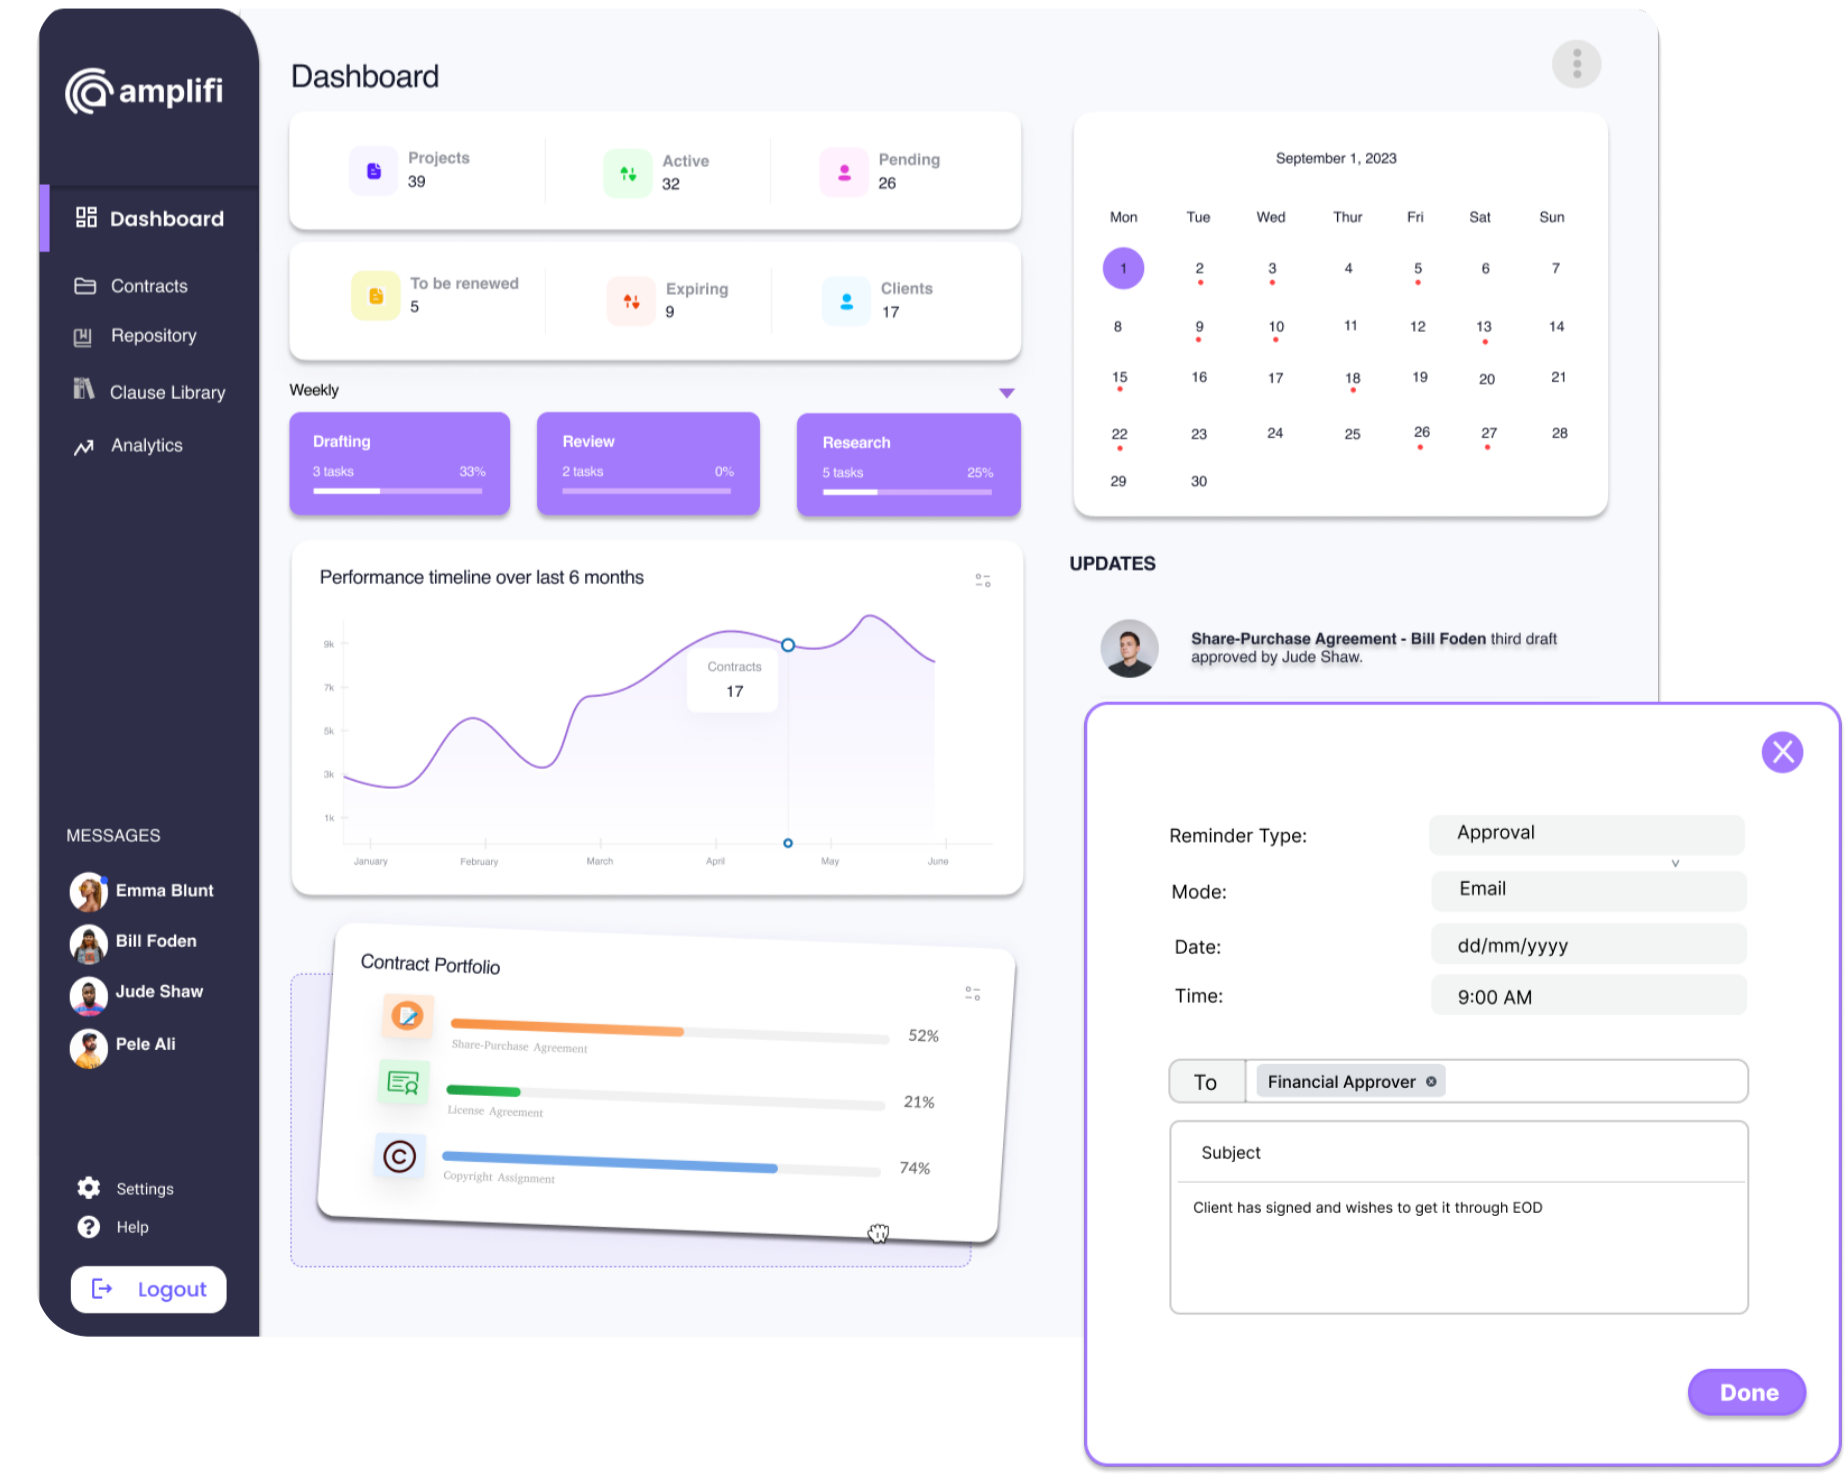 amplifi
Dashboard
Contracts
Repository
Clause Library
Analytics
MESSAGES
Emma Blunt
Bill Foden
Jude Shaw
Pele Ali
Settings
Help
Logout
Dashboard
Projects
39
Active
32
Pending
26
To be renewed
5
Expiring
9
Clients
17
Weekly
Drafting
3 tasks 33%
Review
2 tasks 0%
Research
5 tasks 25%
Performance timeline over last 6 months
9k
7k
5k
3k
1k
Contracts
17
January February March April May June
Contract Portfolio
52%
Share-Purchase Agreement
21%
License Agreement
74%
Copyright Assignment
September 1, 2023
Mon Tue Wed Thur Fri Sat Sun
1 2 3 4 5 6 7
8 9 10 11 12 13 14
15 16 17 18 19 20 21
22 23 24 25 26 27 28
29 30
UPDATES
Share-Purchase Agreement - Bill Foden third draft
approved by Jude Shaw.
Reminder Type: Approval
Mode: Email
Date: dd/mm/yyyy
Time: 9:00 AM
To Financial Approver
Subject
Client has signed and wishes to get it through EOD
Done